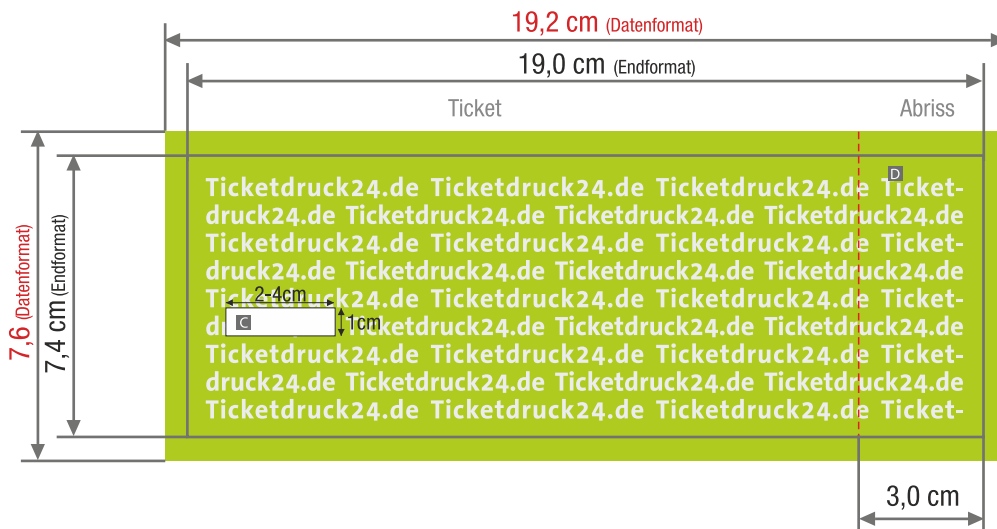 19,2 cm (Datenformat)
19,0 cm (Endformat)
Ticket Abriss
7,6 (Datenformat)
7,4 cm (Endformat)
D
Ticketdruck24.de Ticketdruck24.de Ticketdruck24.de Ticket-
druck24.de Ticketdruck24.de Ticketdruck24.de Ticketdruck24.de
Ticketdruck24.de Ticketdruck24.de Ticketdruck24.de Ticket-
druck24.de Ticketdruck24.de Ticketdruck24.de Ticketdruck24.de
2-4cm
Ticketdruck24.de Ticketdruck24.de Ticketdruck24.de Ticket-
C 1cm
druck24.de Ticketdruck24.de Ticketdruck24.de Ticketdruck24.de
Ticketdruck24.de Ticketdruck24.de Ticketdruck24.de Ticket-
druck24.de Ticketdruck24.de Ticketdruck24.de Ticketdruck24.de
Ticketdruck24.de Ticketdruck24.de Ticketdruck24.de Ticket-
3,0 cm